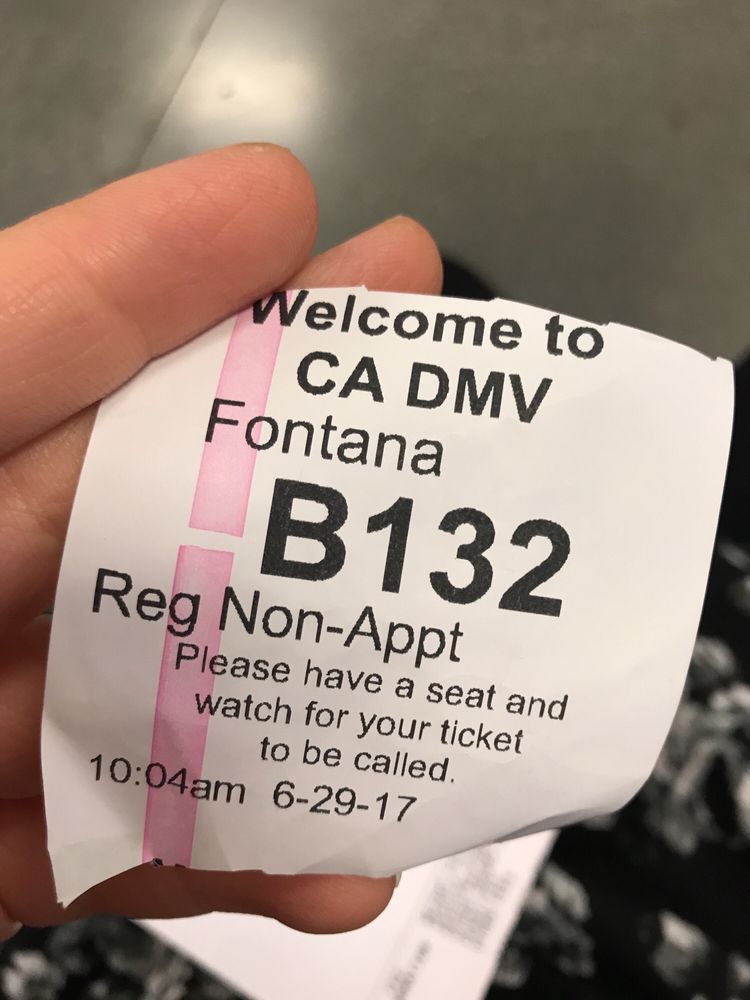 Welcome to
CA DMV
Fontana
B132
Reg Non-Appt
Please have a seat and
watch for your ticket
to be called.
10:04am 6-29-17